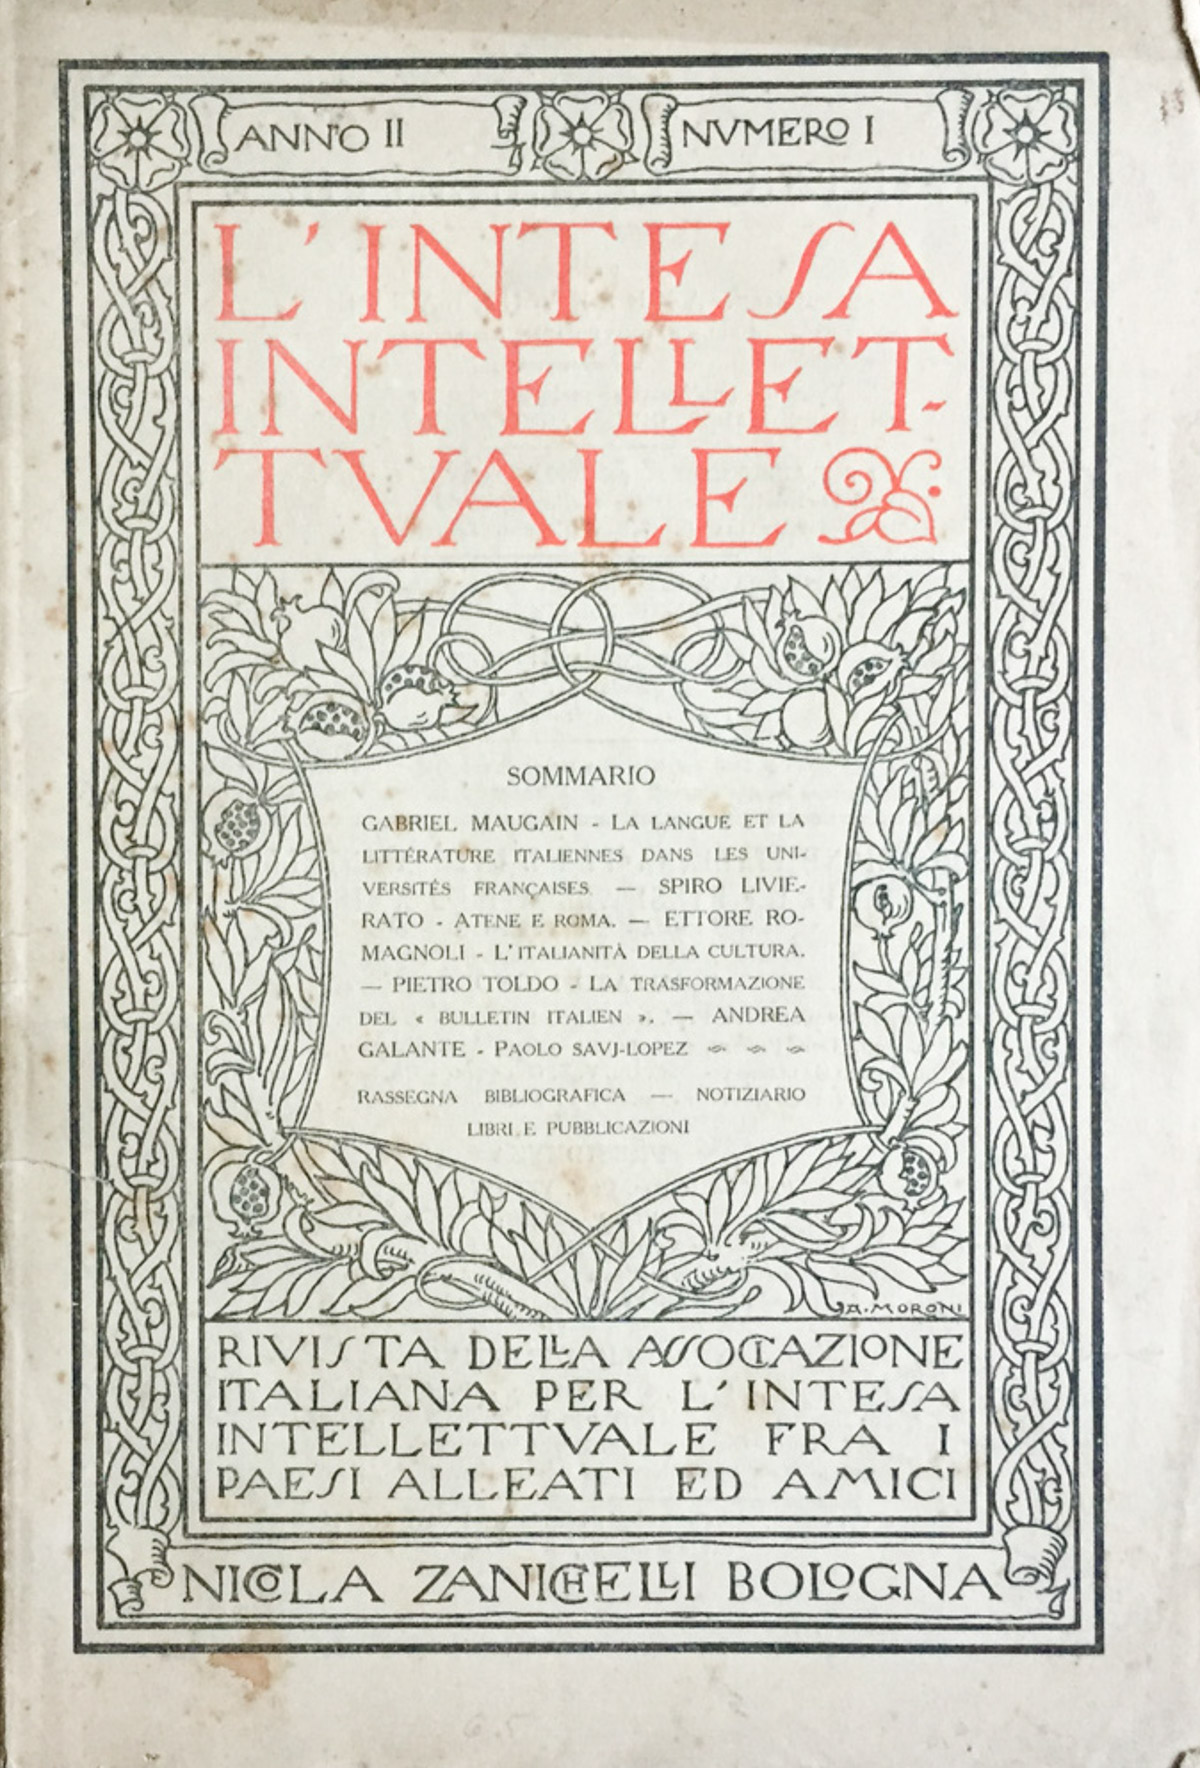 ANNO II
NVMERO I
L'INTESA
INTELLET-
TVALE
SOMMARIO
GABRIEL MAUGAIN - LA LANGUE ET LA
LITTÉRATURE ITALIENNES DANS LES UNI-
VERSITÉS FRANÇAISES. — SPIRO LIVIE-
RATO - ATENE E ROMA. — ETTORE RO-
MAGNOLI - L'ITALIANITÀ DELLA CULTURA.
— PIETRO TOLDO - LA TRASFORMAZIONE
DEL « BULLETIN ITALIEN ». — ANDREA
GALANTE - PAOLO SAVJ-LOPEZ
RASSEGNA BIBLIOGRAFICA — NOTIZIARIO
LIBRI E PUBBLICAZIONI
A. MORONI
RIVISTA DELLA ASSOCIAZIONE
ITALIANA PER L'INTESA
INTELLETTVALE FRA I
PAESI ALLEATI ED AMICI
NICOLA ZANICHELLI BOLOGNA